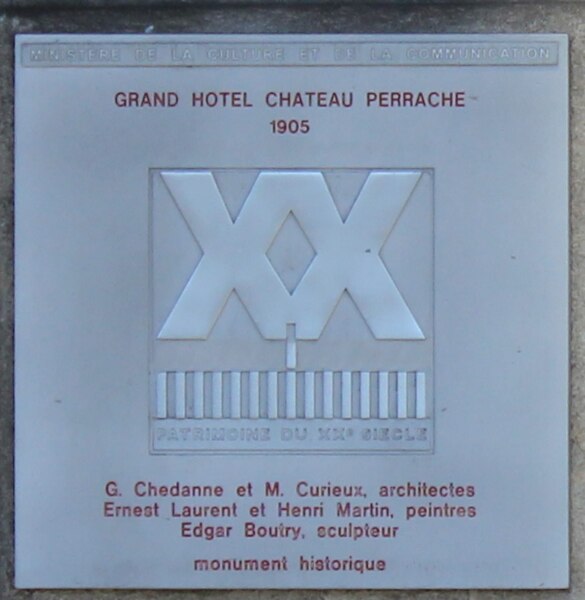 MINISTERE DE LA CULTURE ET DE LA COMMUNICATION
GRAND HOTEL CHATEAU PERRACHE
1905
XX
PATRIMOINE DU XXe SIECLE
G. Chedanne et M. Curieux, architectes
Ernest Laurent et Henri Martin, peintres
Edgar Boutry, sculpteur
monument historique